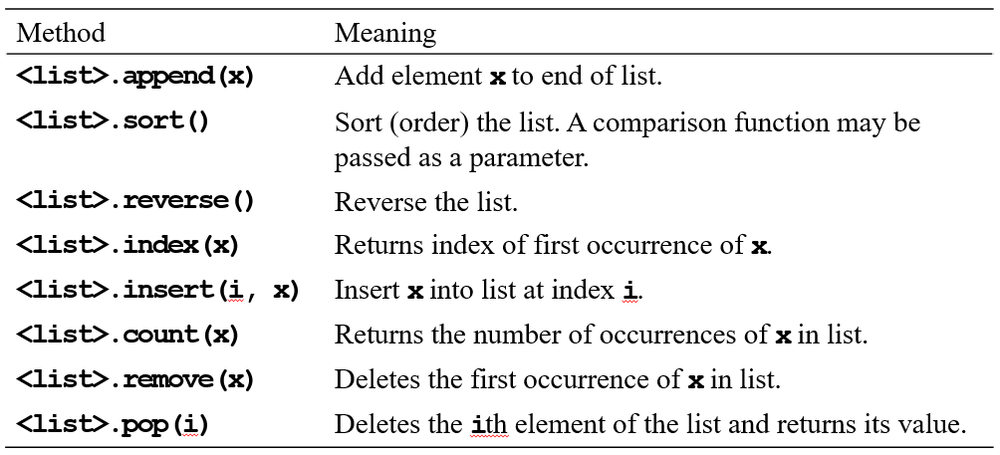 Method Meaning
<list>.append(x) Add element x to end of list.
<list>.sort() Sort (order) the list. A comparison function may be
passed as a parameter.
<list>.reverse() Reverse the list.
<list>.index(x) Returns index of first occurrence of x.
<list>.insert(i, x) Insert x into list at index i.
<list>.count(x) Returns the number of occurrences of x in list.
<list>.remove(x) Deletes the first occurrence of x in list.
<list>.pop(i) Deletes the ith element of the list and returns its value.